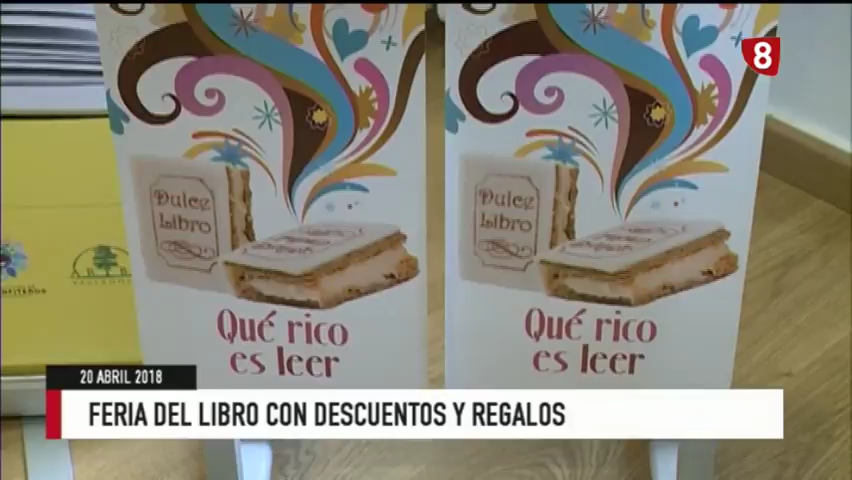 8
Dulce
Libro
Dulce
Libro
Qué rico
es leer
Qué rico
es leer
20 ABRIL 2018
FERIA DEL LIBRO CON DESCUENTOS Y REGALOS